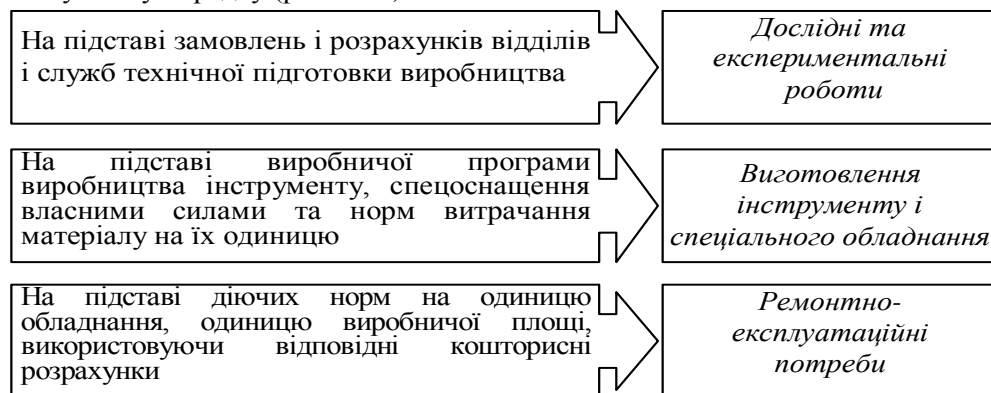 На підставі замовлень і розрахунків відділів
і служб технічної підготовки виробництва
Дослідні та
експериментальні
роботи
На підставі виробничої програми
виробництва інструменту, спецоснащення
власними силами та норм витрачання
матеріалу на їх одиницю
Виготовлення
інструменту і
спеціального обладнання
На підставі діючих норм на одиницю
обладнання, одиницю виробничої площі,
використовуючи відповідні кошторисні
розрахунки
Ремонтно-
експлуатаційні
потреби